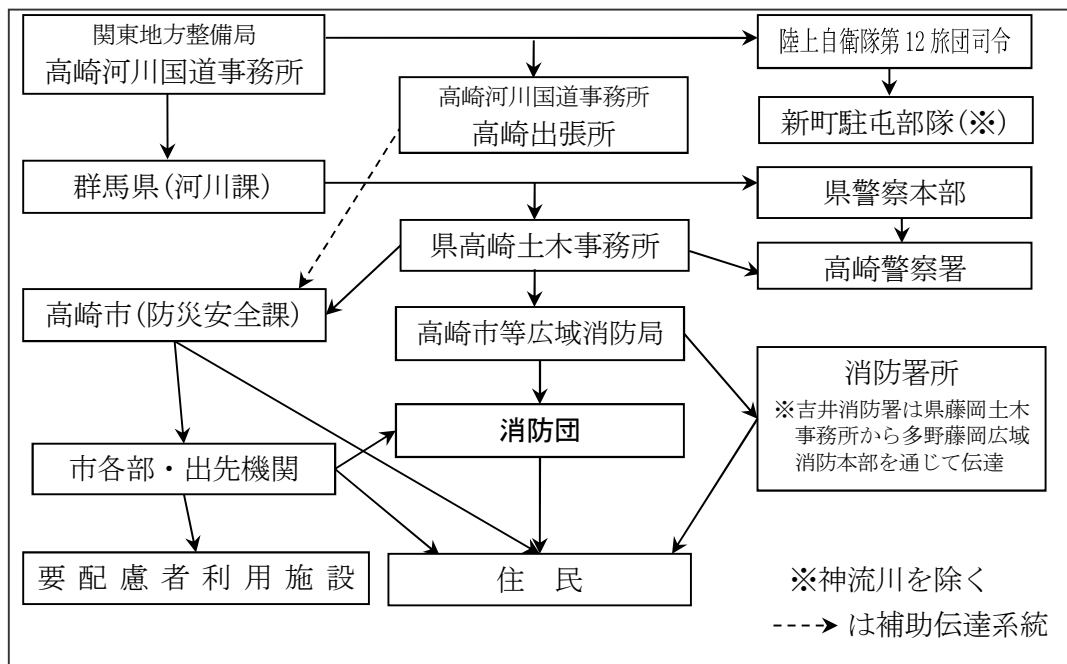 関東地方整備局
高崎河川国道事務所
陸上自衛隊第12旅団司令
高崎河川国道事務所
高崎出張所
新町駐屯部隊(※)
群馬県(河川課)
県警察本部
県高崎土木事務所
高崎警察署
高崎市(防災安全課)
高崎市等広域消防局
消防署所
※吉井消防署は県藤岡土木
事務所から多野藤岡広域
消防本部を通じて伝達
消防団
市各部・出先機関
要配慮者利用施設
住 民
※神流川を除く
は補助伝達系統